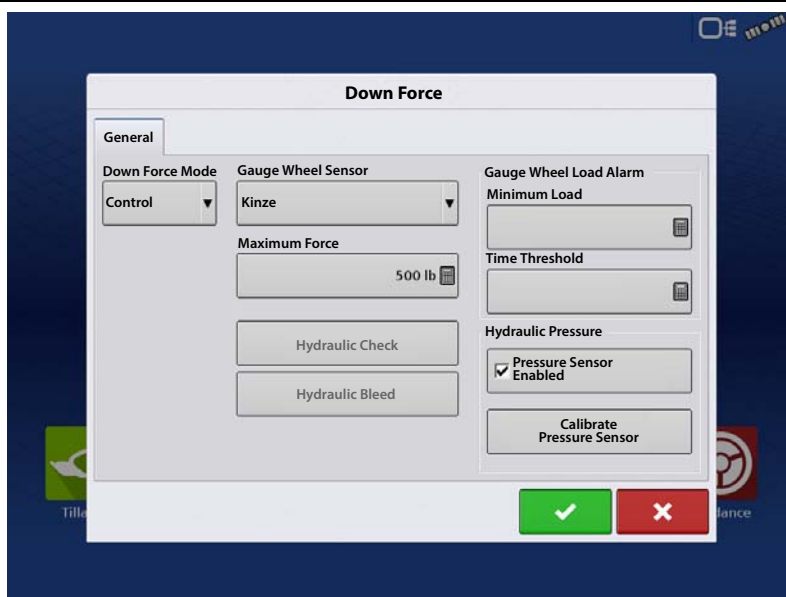 Down Force
General
Down Force Mode
Control
Gauge Wheel Sensor
Kinze
Maximum Force
500 lb
Hydraulic Check
Hydraulic Bleed
Gauge Wheel Load Alarm
Minimum Load
Time Threshold
Hydraulic Pressure
Pressure Sensor
Enabled
Calibrate
Pressure Sensor
Tilla
dance